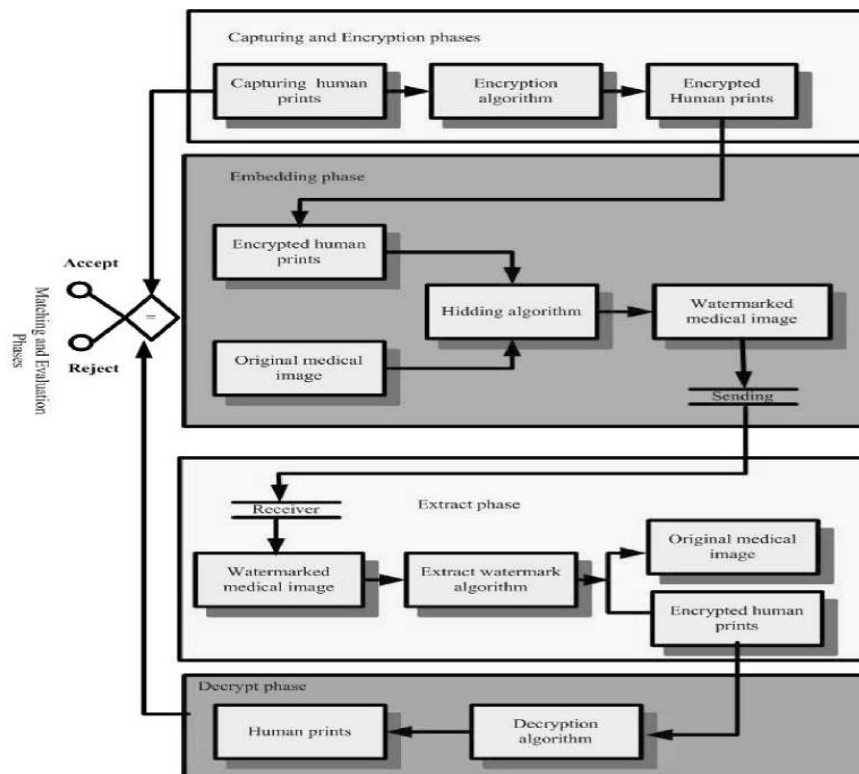 Capturing and Encryption phases
Capturing human
prints
Encryption
algorithm
Encrypted
Human prints
Embedding phase
Encrypted human
prints
Hidding algorithm
Watermarked
medical image
Original medical
image
Sending
Accept
=
Reject
Matching and Evaluation
Phases
Receiver
Extract phase
Watermarked
medical image
Extract watermark
algorithm
Original medical
image
Encrypted human
prints
Decrypt phase
Human prints
Decryption
algorithm